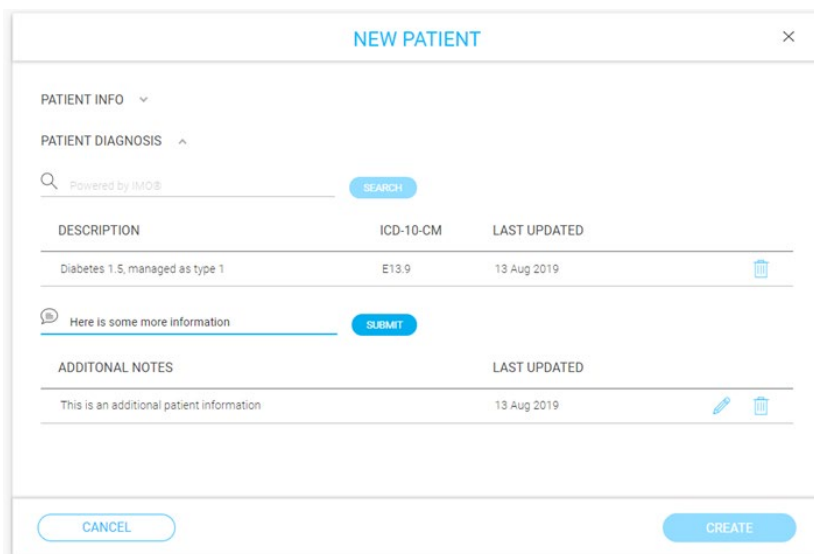 NEW PATIENT
PATIENT INFO
PATIENT DIAGNOSIS
Powered by IMO®
SEARCH
DESCRIPTION ICD-10-CM LAST UPDATED
Diabetes 1.5, managed as type 1 E13.9 13 Aug 2019
Here is some more information
SUBMIT
ADDITONAL NOTES LAST UPDATED
This is an additional patient information 13 Aug 2019
CANCEL CREATE